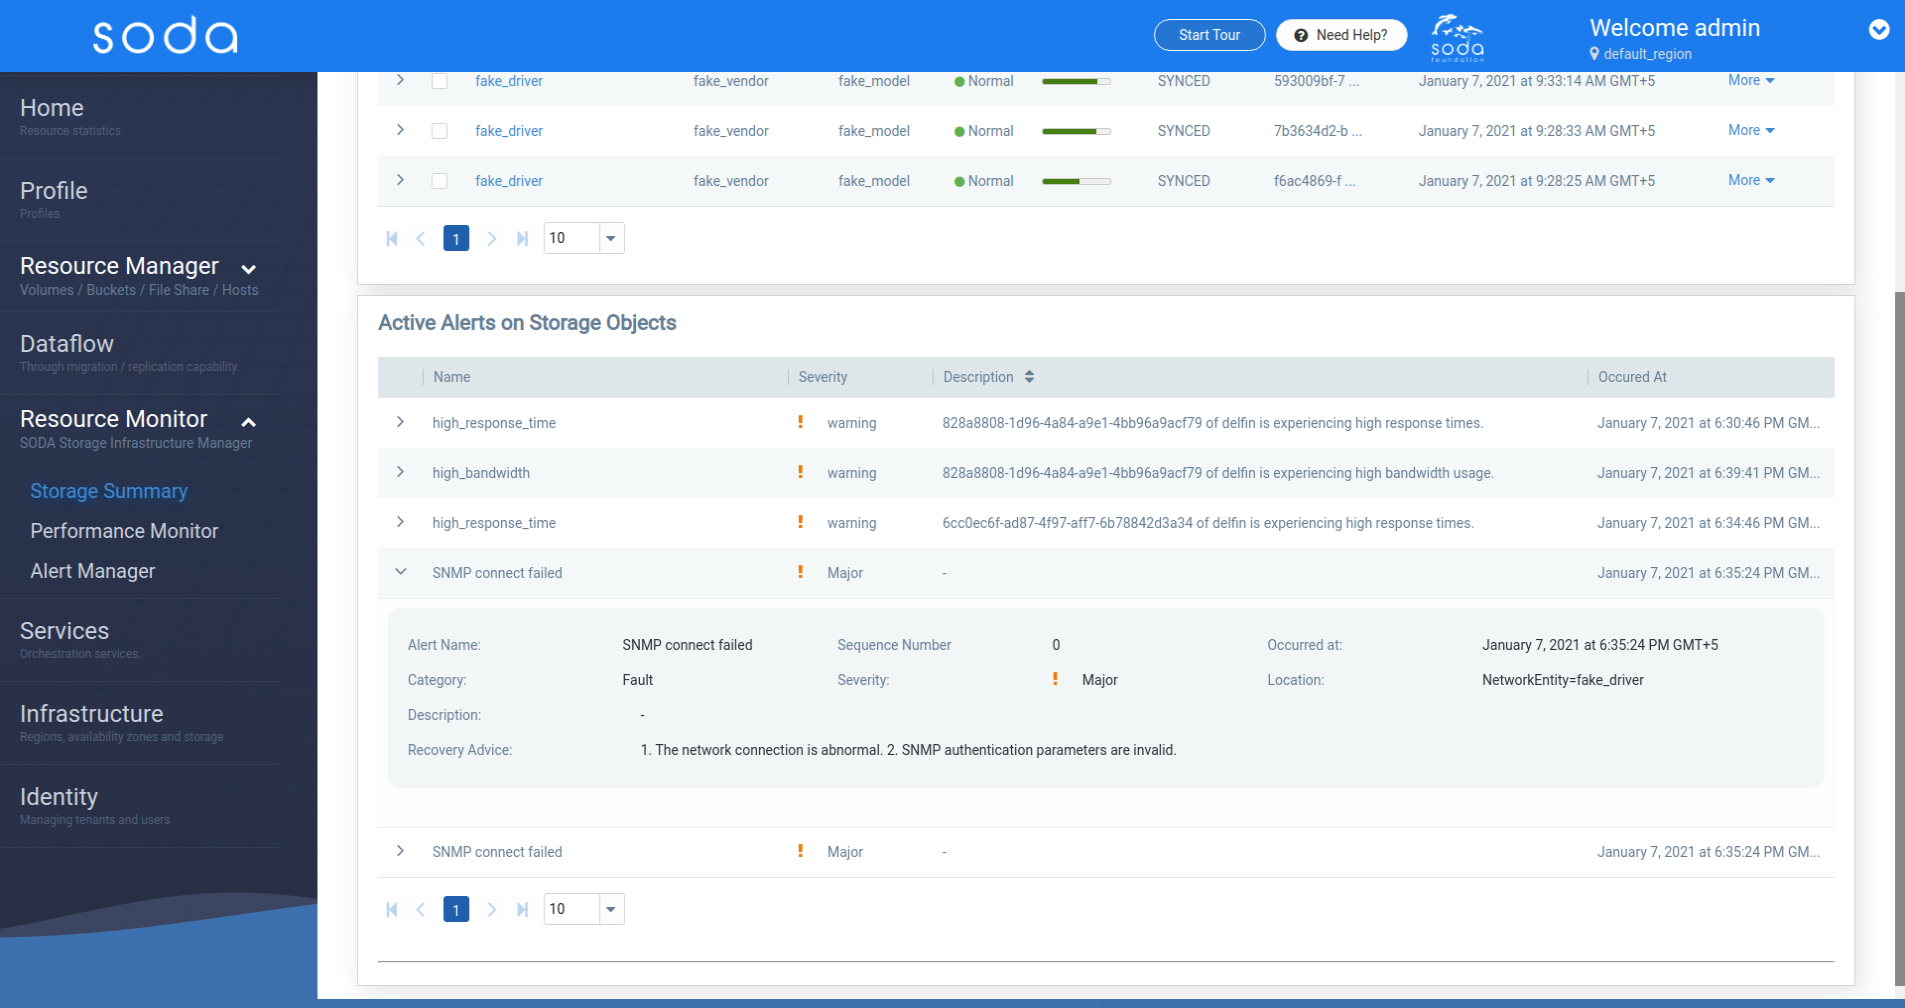 soda
Start Tour
Need Help?
soda
foundation
Welcome admin
default_region
Home
Resource statistics
Profile
Profiles
Resource Manager
Volumes / Buckets / File Share / Hosts
Dataflow
Through migration / replication capability.
Resource Monitor
SODA Storage Infrastructure Manager
Storage Summary
Performance Monitor
Alert Manager
Services
Orchestration services.
Infrastructure
Regions, availability zones and storage
Identity
Managing tenants and users
fake_driver fake_vendor fake_model Normal SYNCED 593009bf-7 ... January 7, 2021 at 9:33:14 AM GMT+5 More
fake_driver fake_vendor fake_model Normal SYNCED 7b3634d2-b ... January 7, 2021 at 9:28:33 AM GMT+5 More
fake_driver fake_vendor fake_model Normal SYNCED f6ac4869-f ... January 7, 2021 at 9:28:25 AM GMT+5 More
1 10
Active Alerts on Storage Objects
Name Severity Description Occured At
high_response_time warning 828a8808-1d96-4a84-a9e1-4bb96a9acf79 of delfin is experiencing high response times. January 7, 2021 at 6:30:46 PM GM...
high_bandwidth warning 828a8808-1d96-4a84-a9e1-4bb96a9acf79 of delfin is experiencing high bandwidth usage. January 7, 2021 at 6:39:41 PM GM...
high_response_time warning 6cc0ec6f-ad87-4f97-aff7-6b78842d3a34 of delfin is experiencing high response times. January 7, 2021 at 6:34:46 PM GM...
SNMP connect failed Major - January 7, 2021 at 6:35:24 PM GM...
Alert Name: SNMP connect failed Sequence Number 0 Occurred at: January 7, 2021 at 6:35:24 PM GMT+5
Category: Fault Severity: Major Location: NetworkEntity=fake_driver
Description: -
Recovery Advice: 1. The network connection is abnormal. 2. SNMP authentication parameters are invalid.
SNMP connect failed Major - January 7, 2021 at 6:35:24 PM GM...
1 10